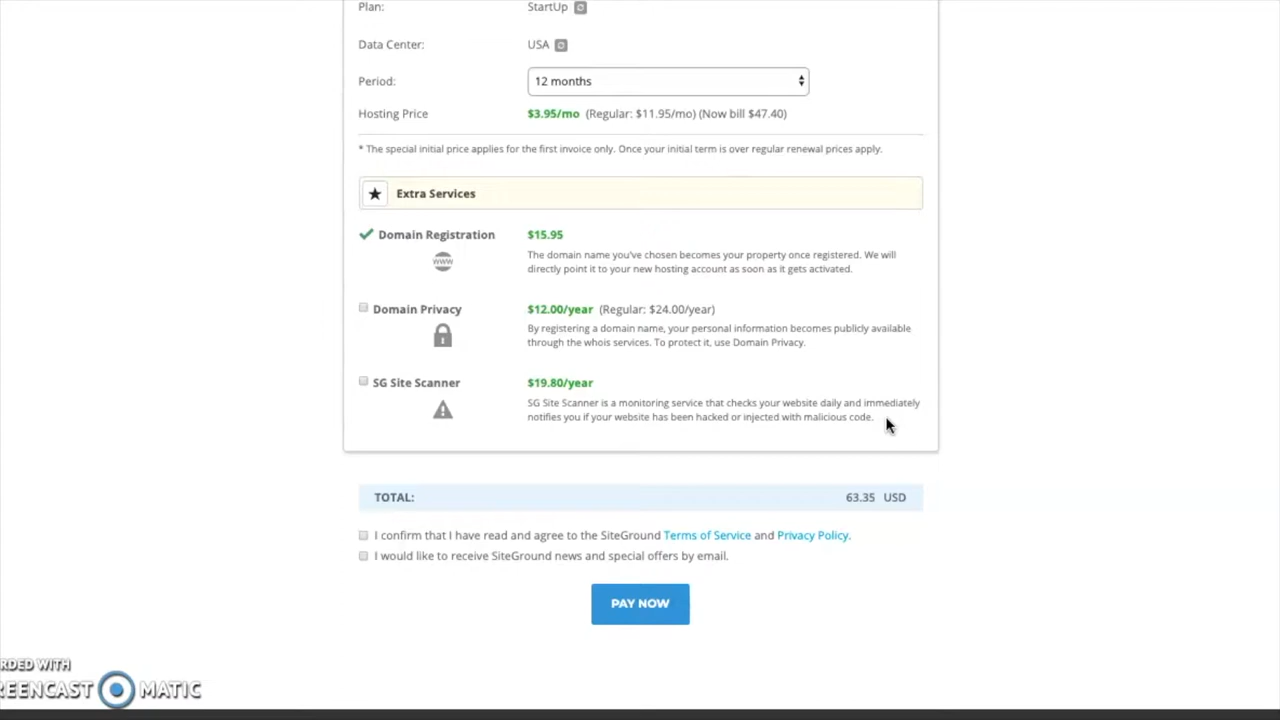 Plan: StartUp
Data Center: USA
Period: 12 months
Hosting Price $3.95/mo (Regular: $11.95/mo) (Now bill $47.40)
* The special initial price applies for the first invoice only. Once your initial term is over regular renewal prices apply.
Extra Services
Domain Registration $15.95
www
The domain name you've chosen becomes your property once registered. We will
directly point it to your new hosting account as soon as it gets activated.
Domain Privacy $12.00/year (Regular: $24.00/year)
By registering a domain name, your personal information becomes publicly available
through the whois services. To protect it, use Domain Privacy.
SG Site Scanner $19.80/year
SG Site Scanner is a monitoring service that checks your website daily and immediately
notifies you if your website has been hacked or injected with malicious code.
TOTAL: 63.35 USD
I confirm that I have read and agree to the SiteGround Terms of Service and Privacy Policy.
I would like to receive SiteGround news and special offers by email.
PAY NOW
RDED WITH
REENCAST MATIC